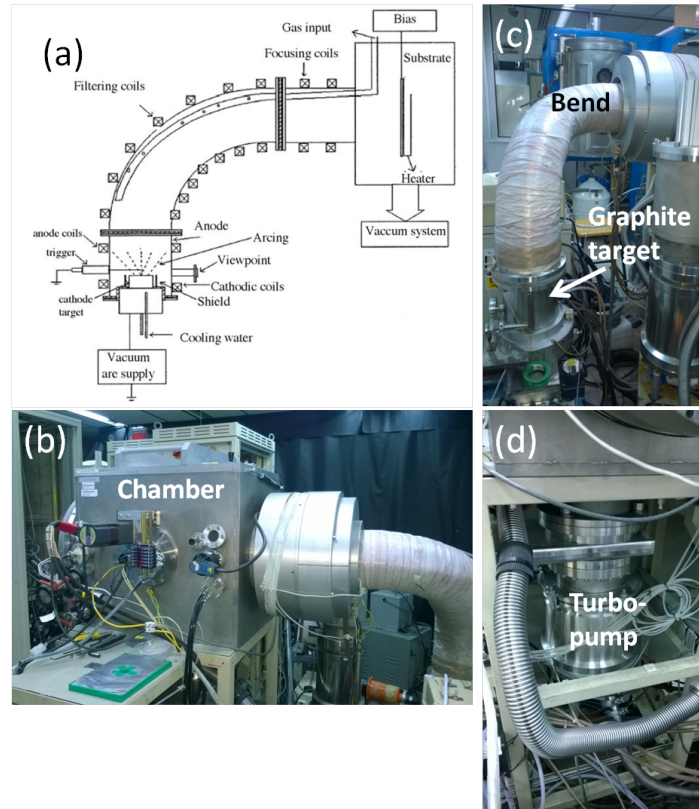 (a)
Gas input
Bias
Focusing coils
Substrate
Filtering coils
Heater
Vaccum system
anode coils
Anode
trigger
Arcing
Viewpoint
cathode
target
Cathodic coils
Shield
Cooling water
Vacuum
are supply
(c)
Bend
Graphite
target
(b)
Chamber
(d)
Turbo-
pump